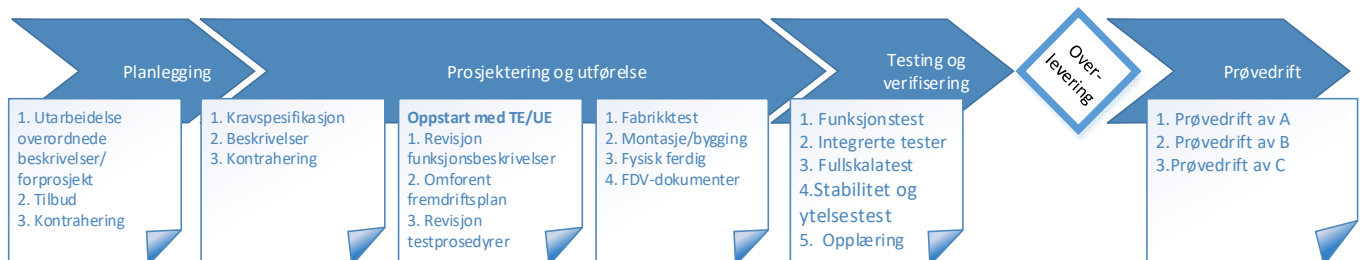 Planlegging
Prosjektering og utførelse
Testing og
verifisering
Over-
levering
Prøvedrift
1. Utarbeidelse
overordnede
beskrivelser/
forprosjekt
2. Tilbud
3. Kontrahering
1. Kravspesifikasjon
2. Beskrivelser
3. Kontrahering
Oppstart med TE/UE
1. Revisjon
funksjonsbeskrivelser
2. Omforent
fremdriftsplan
3. Revisjon
testprosedyrer
1. Fabrikktest
2. Montasje/bygging
3. Fysisk ferdig
4. FDV-dokumenter
1. Funksjonstest
2. Integrerte tester
3. Fullskalatest
4.Stabilitet og
ytelsestest
5. Opplæring
1. Prøvedrift av A
2. Prøvedrift av B
3.Prøvedrift av C